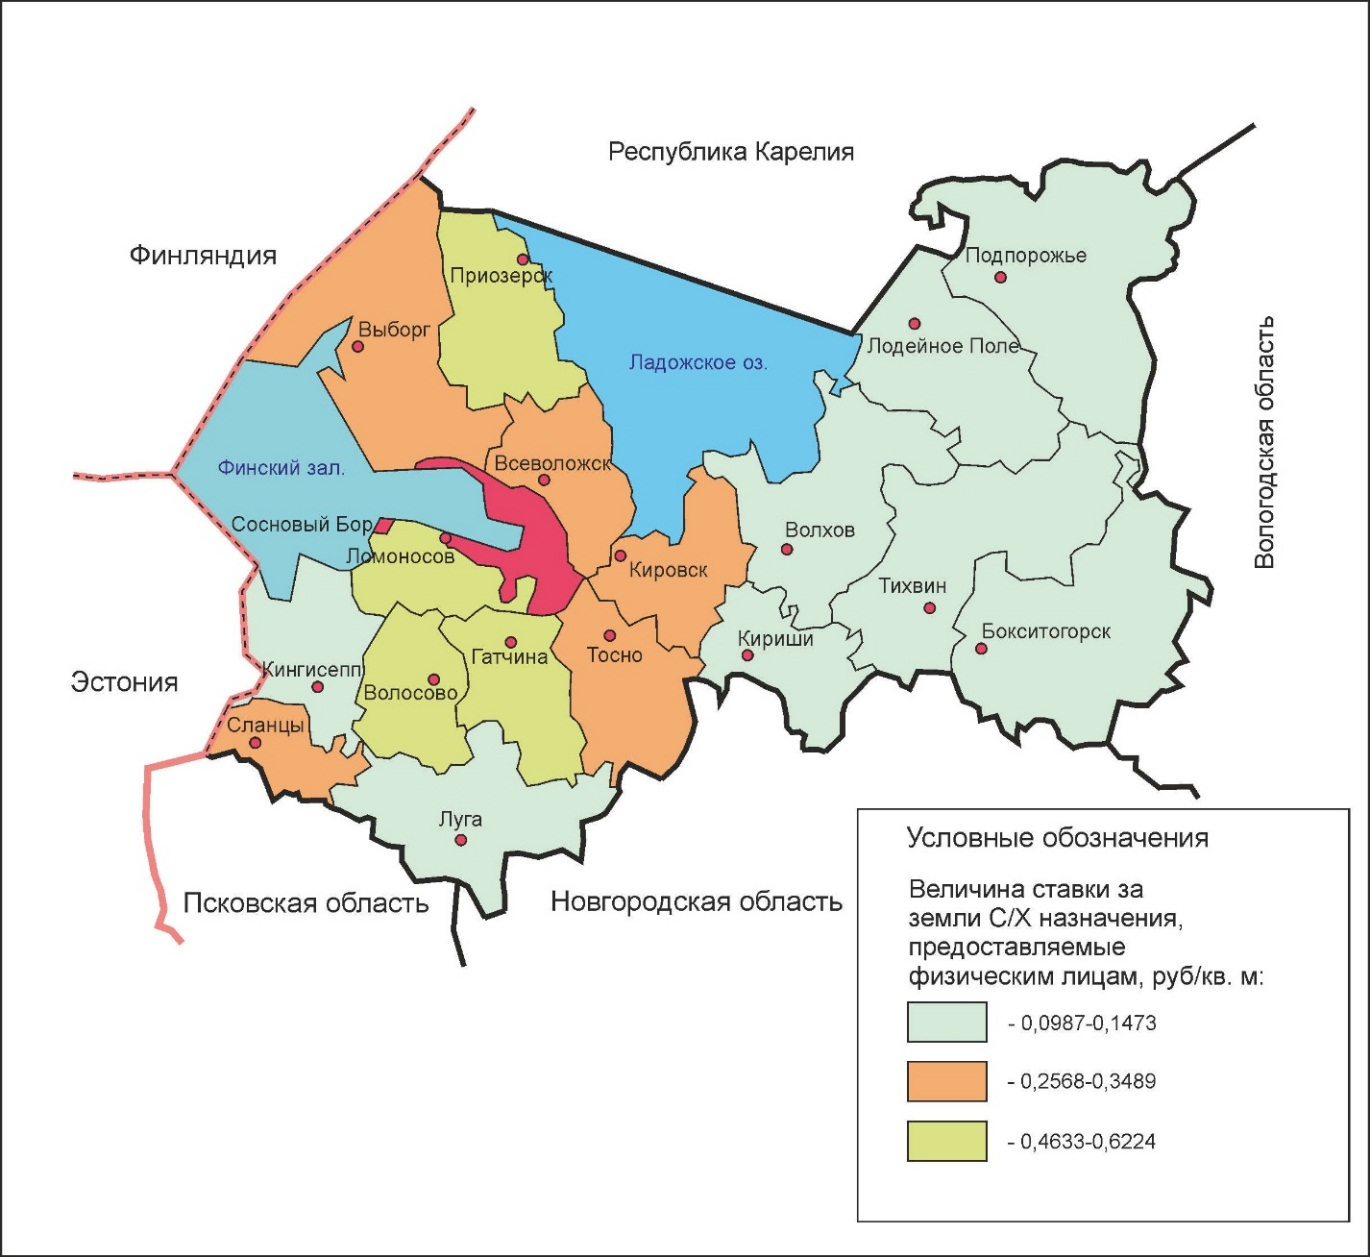 Республика Карелия
Финляндия
Подпорожье
Приозерск
Выборг
Лодейное Поле
Ладожское оз.
Вологодская область
Финский зал.
Всеволожск
Сосновый Бор
Волхов
Ломоносов
Кировск
Тихвин
Бокситогорск
Кириши
Тосно
Гатчина
Кингисепп
Эстония
Волосово
Сланцы
Луга
Псковская область
Новгородская область
Условные обозначения
Величина ставки за
земли С/Х назначения,
предоставляемые
физическим лицам, руб/кв. м:
- 0,0987-0,1473
- 0,2568-0,3489
- 0,4633-0,6224